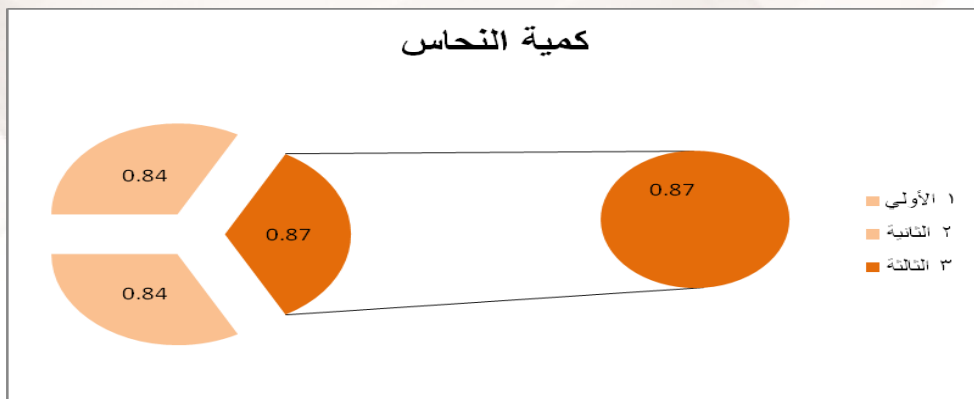 كمية النحاس
0.84
0.87
0.84
0.87
١ الأولي
٢ الثانية
٣ الثالثة